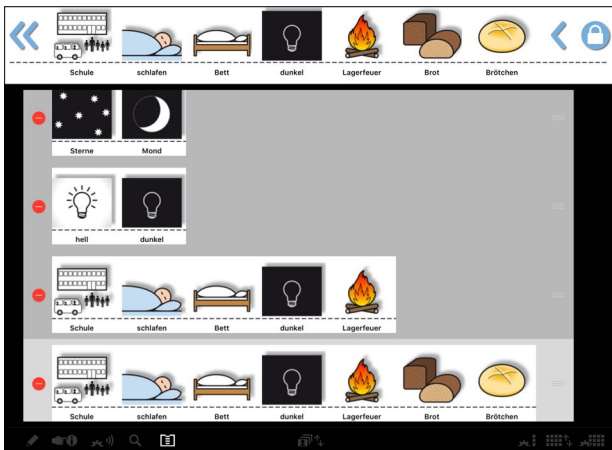 Schule schlafen Bett dunkel Lagerfeuer Brot Brötchen
Sterne Mond
hell dunkel
Schule schlafen Bett dunkel Lagerfeuer
Schule schlafen Bett dunkel Lagerfeuer Brot Brötchen